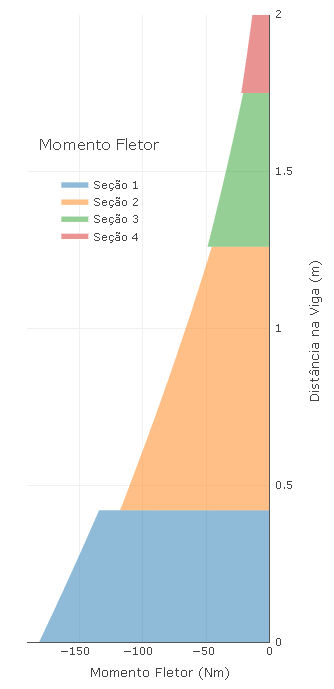 2
Momento Fletor
1.5
Seção 1
Seção 2
Seção 3
Seção 4
Distância na Viga (m)
1
0.5
0
−150 −100 −50 0
Momento Fletor (Nm)